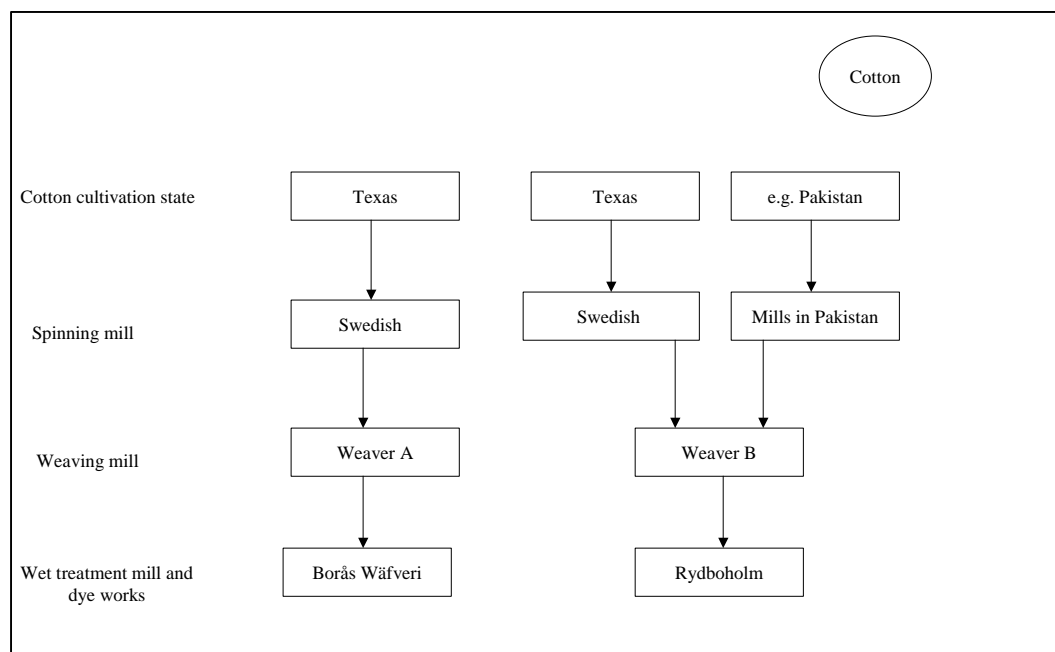 Cotton
Cotton cultivation state
Texas
Texas
e.g. Pakistan
Spinning mill
Swedish
Swedish
Mills in Pakistan
Weaving mill
Weaver A
Weaver B
Wet treatment mill and
dye works
Borås Wäfveri
Rydboholm